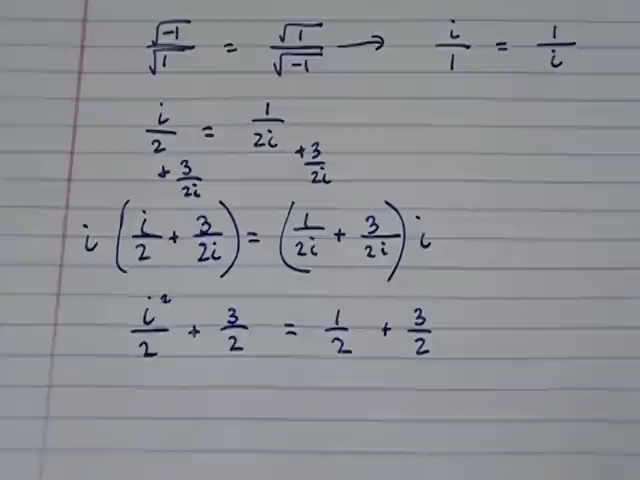 √-1/√1 = √1/√-1 → i/1 = 1/i
i/2 = 1/2i
+ 3/2i + 3/2i
i (i/2 + 3/2i) = (1/2i + 3/2i) i
i²/2 + 3/2 = 1/2 + 3/2